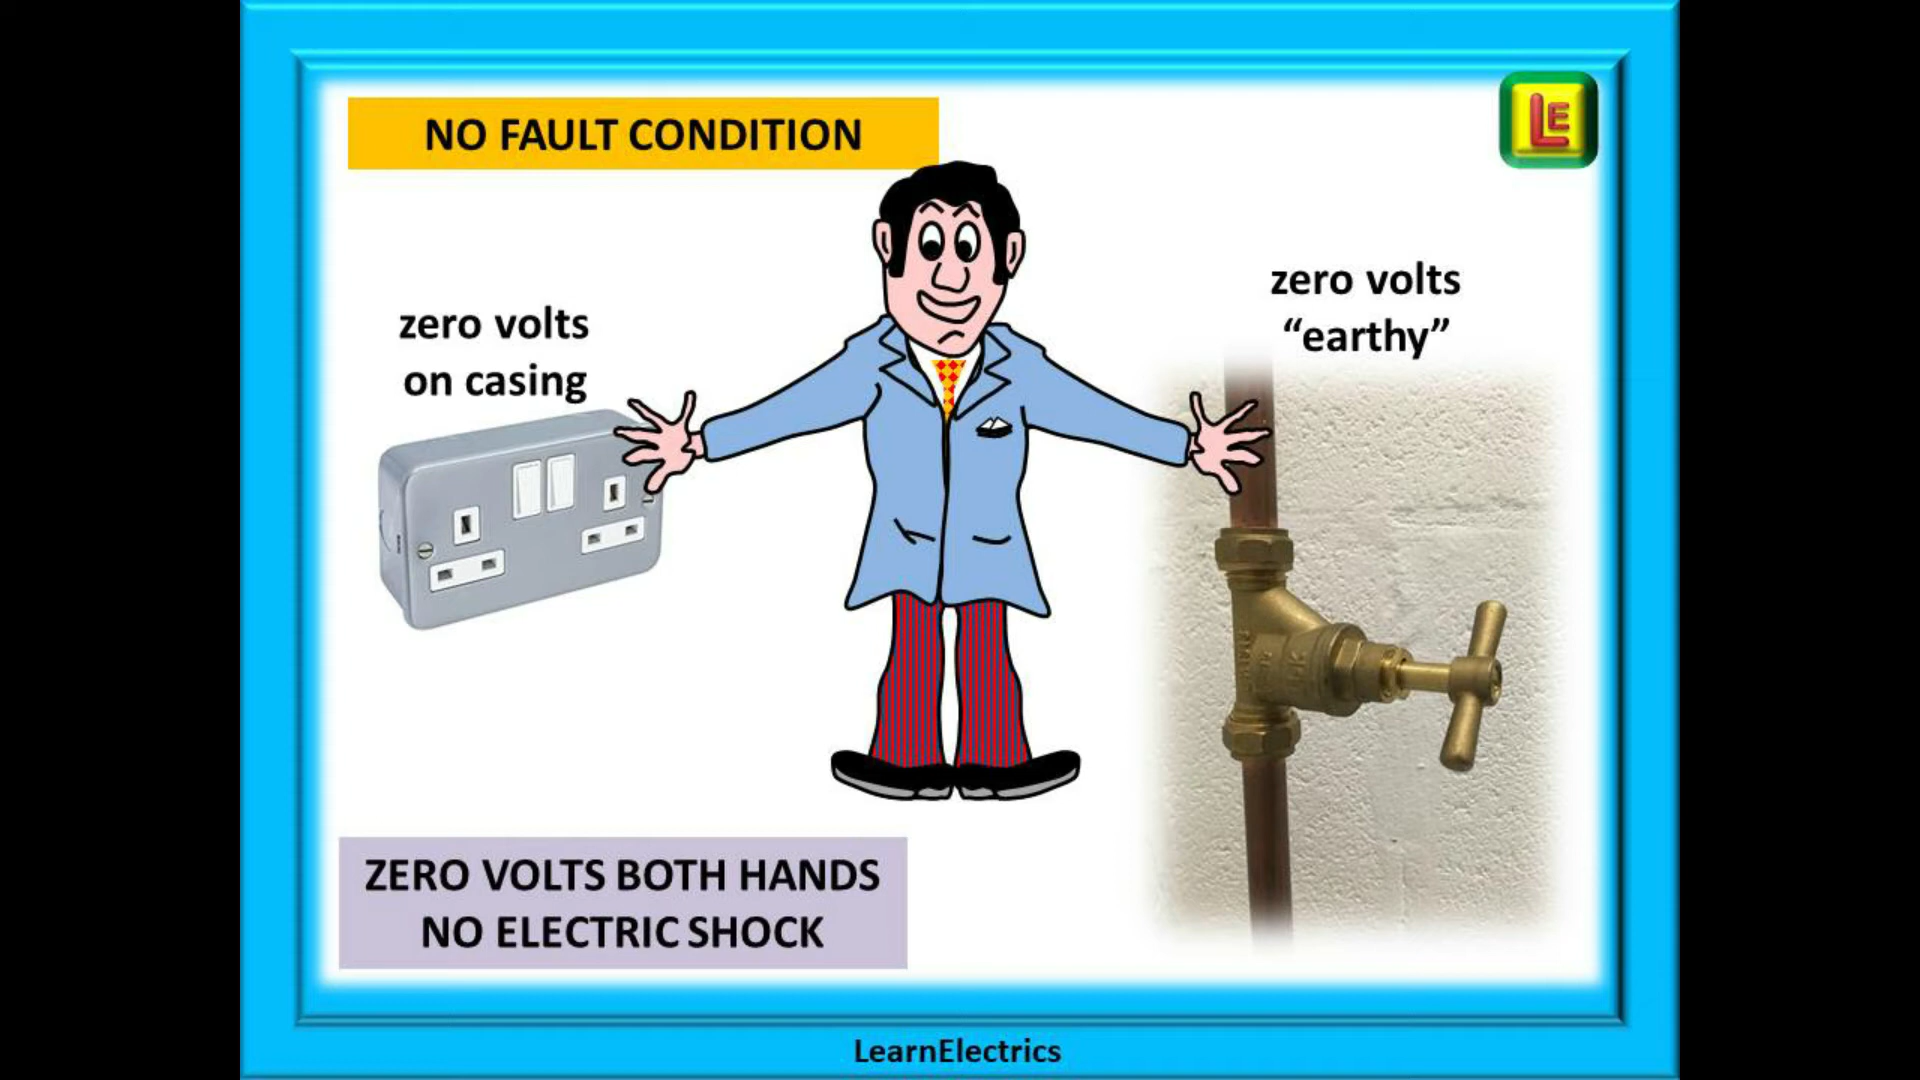 NO FAULT CONDITION
LE
zero volts
on casing
zero volts
“earthy”
ZERO VOLTS BOTH HANDS
NO ELECTRIC SHOCK
LearnElectrics